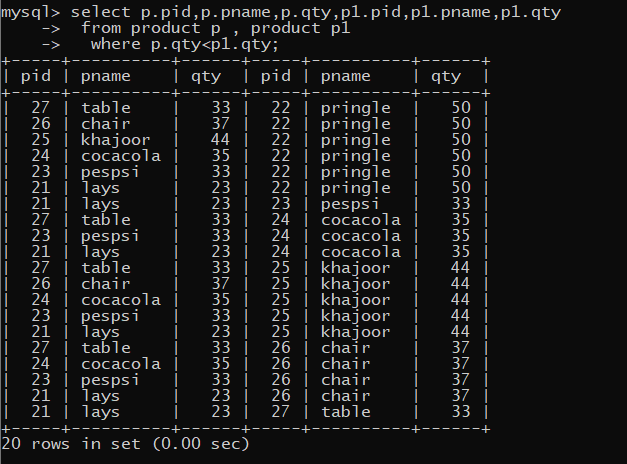 mysql> select p.pid,p.pname,p.qty,p1.pid,p1.pname,p1.qty
    ->  from product p , product p1
    ->   where p.qty<p1.qty;
+-----+----------+------+-----+----------+------+
| pid | pname    | qty  | pid | pname    | qty  |
+-----+----------+------+-----+----------+------+
|  27 | table    |   33 |  22 | pringle  |   50 |
|  26 | chair    |   37 |  22 | pringle  |   50 |
|  25 | khajoor  |   44 |  22 | pringle  |   50 |
|  24 | cocacola |   35 |  22 | pringle  |   50 |
|  23 | pespsi   |   33 |  22 | pringle  |   50 |
|  21 | lays     |   23 |  22 | pringle  |   50 |
|  21 | lays     |   23 |  23 | pespsi   |   33 |
|  27 | table    |   33 |  24 | cocacola |   35 |
|  23 | pespsi   |   33 |  24 | cocacola |   35 |
|  21 | lays     |   23 |  24 | cocacola |   35 |
|  27 | table    |   33 |  25 | khajoor  |   44 |
|  26 | chair    |   37 |  25 | khajoor  |   44 |
|  24 | cocacola |   35 |  25 | khajoor  |   44 |
|  23 | pespsi   |   33 |  25 | khajoor  |   44 |
|  21 | lays     |   23 |  25 | khajoor  |   44 |
|  27 | table    |   33 |  26 | chair    |   37 |
|  24 | cocacola |   35 |  26 | chair    |   37 |
|  23 | pespsi   |   33 |  26 | chair    |   37 |
|  21 | lays     |   23 |  26 | chair    |   37 |
|  21 | lays     |   23 |  27 | table    |   33 |
+-----+----------+------+-----+----------+------+
20 rows in set (0.00 sec)